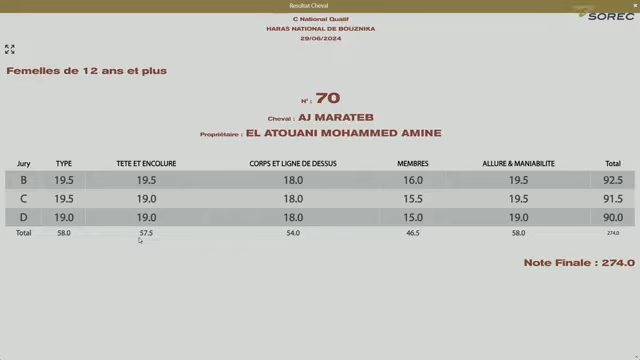 Resultat Cheval
C National Qualif
HARAS NATIONAL DE BOUZNIKA
29/06/2024
SOREC
Femelles de 12 ans et plus
N° : 70
Cheval : AJ MARATEB
Propriétaire : EL ATOUANI MOHAMMED AMINE
Jury TYPE TETE ET ENCOLURE CORPS ET LIGNE DE DESSUS MEMBRES ALLURE & MANIABILITE Total
B 19.5 19.5 18.0 16.0 19.5 92.5
C 19.5 19.0 18.0 15.5 19.5 91.5
D 19.0 19.0 18.0 15.0 19.0 90.0
Total 58.0 57.5 54.0 46.5 58.0 274.0
Note Finale : 274.0